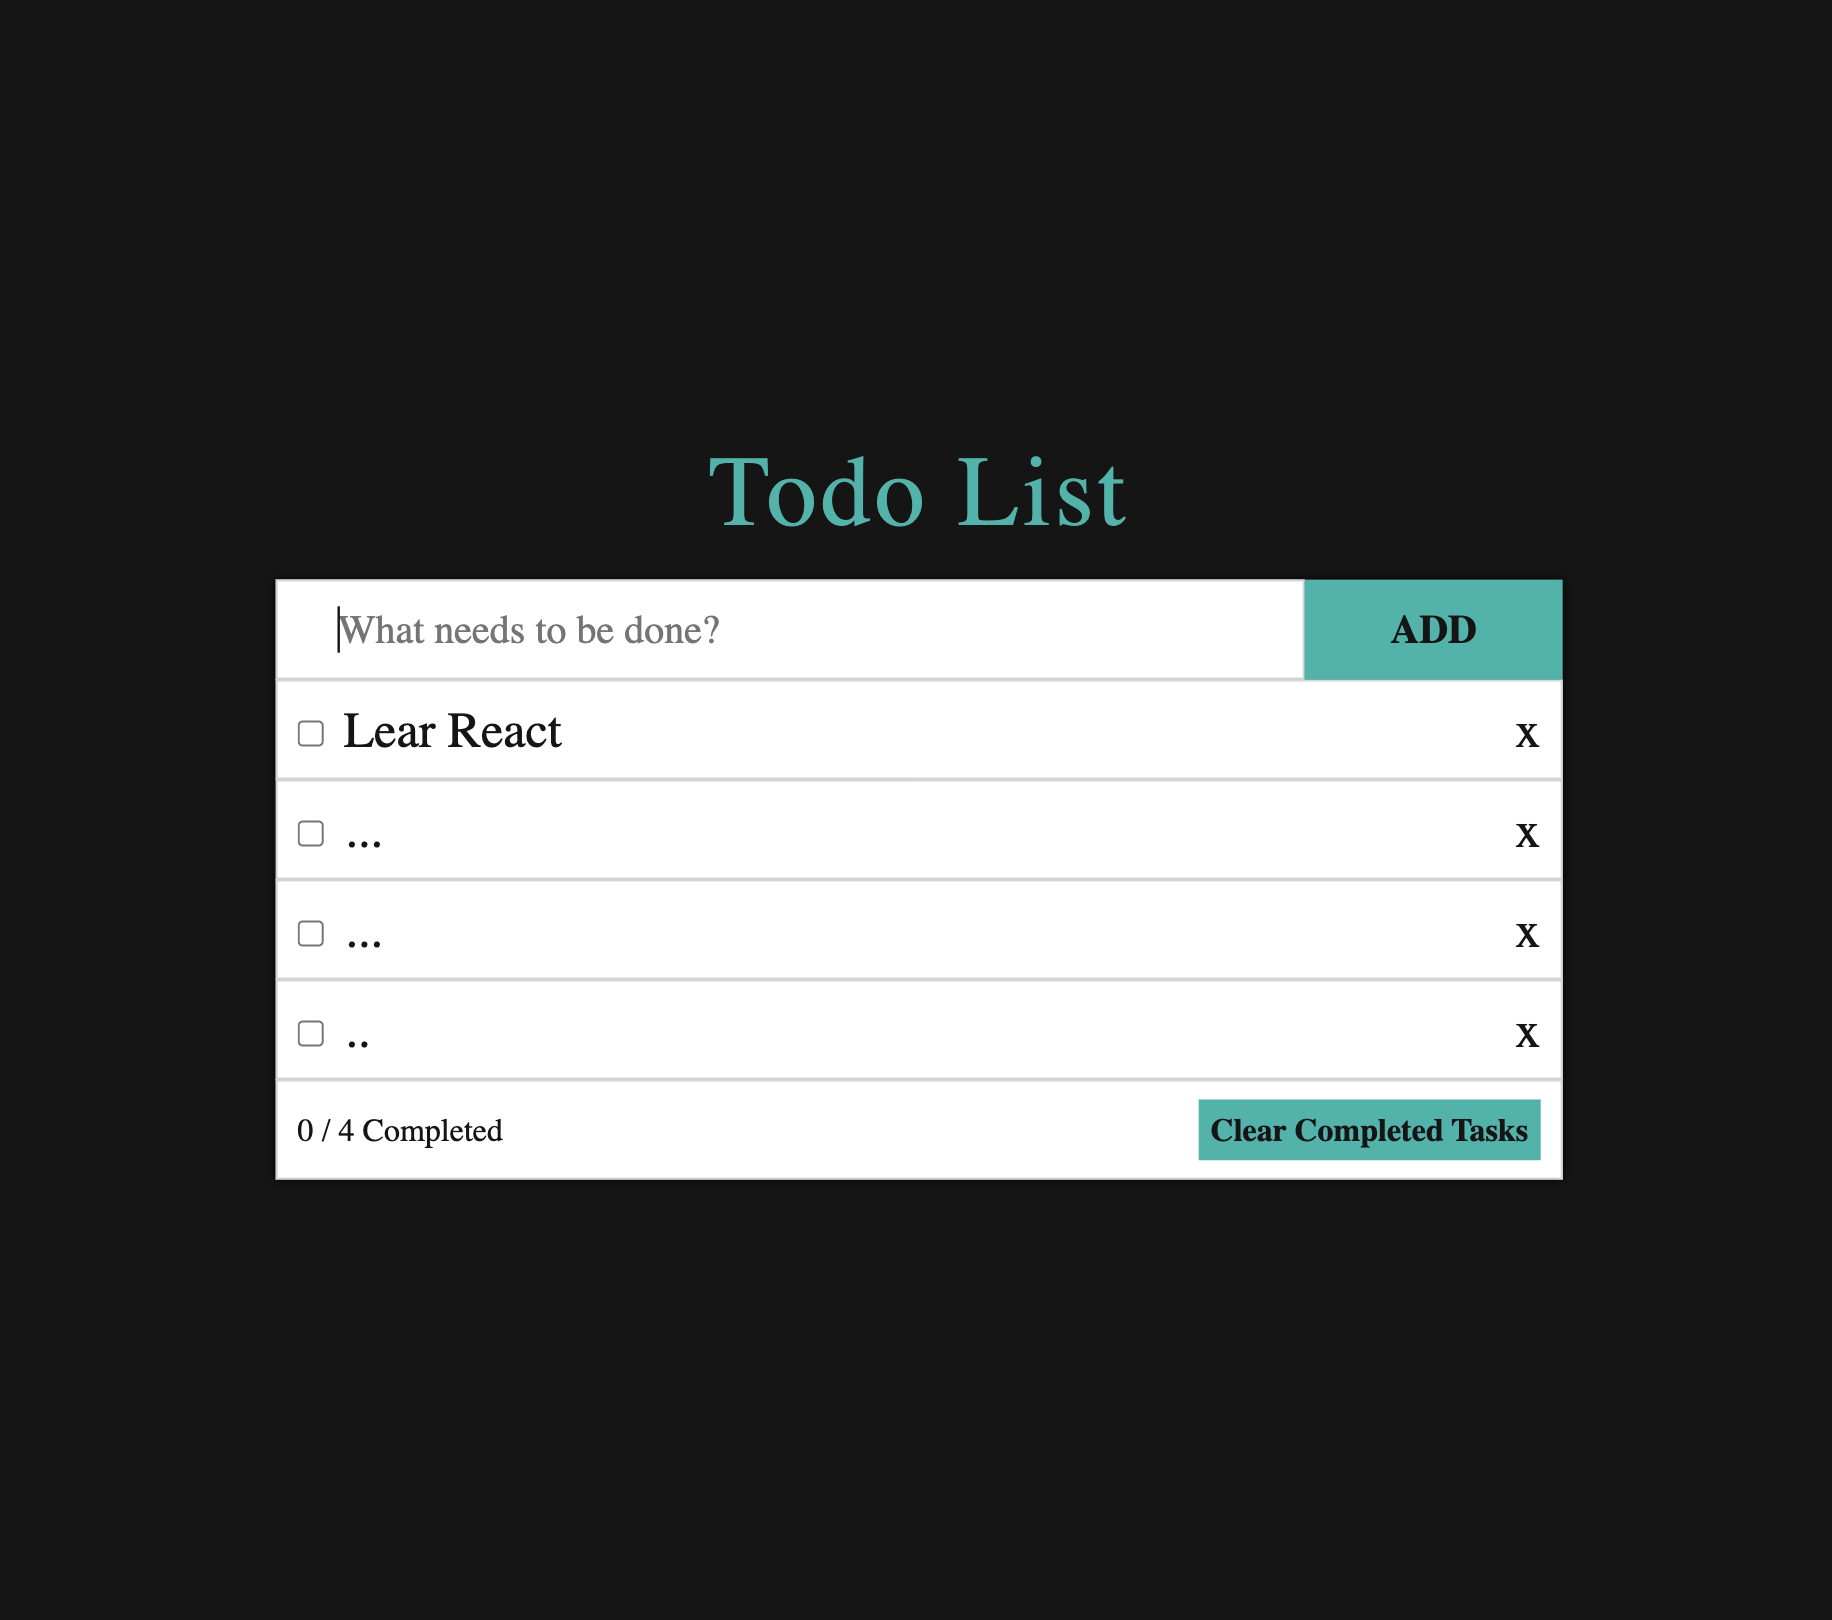 Todo List
What needs to be done?
ADD
Lear React
X
...
X
...
X
..
X
0 / 4 Completed
Clear Completed Tasks